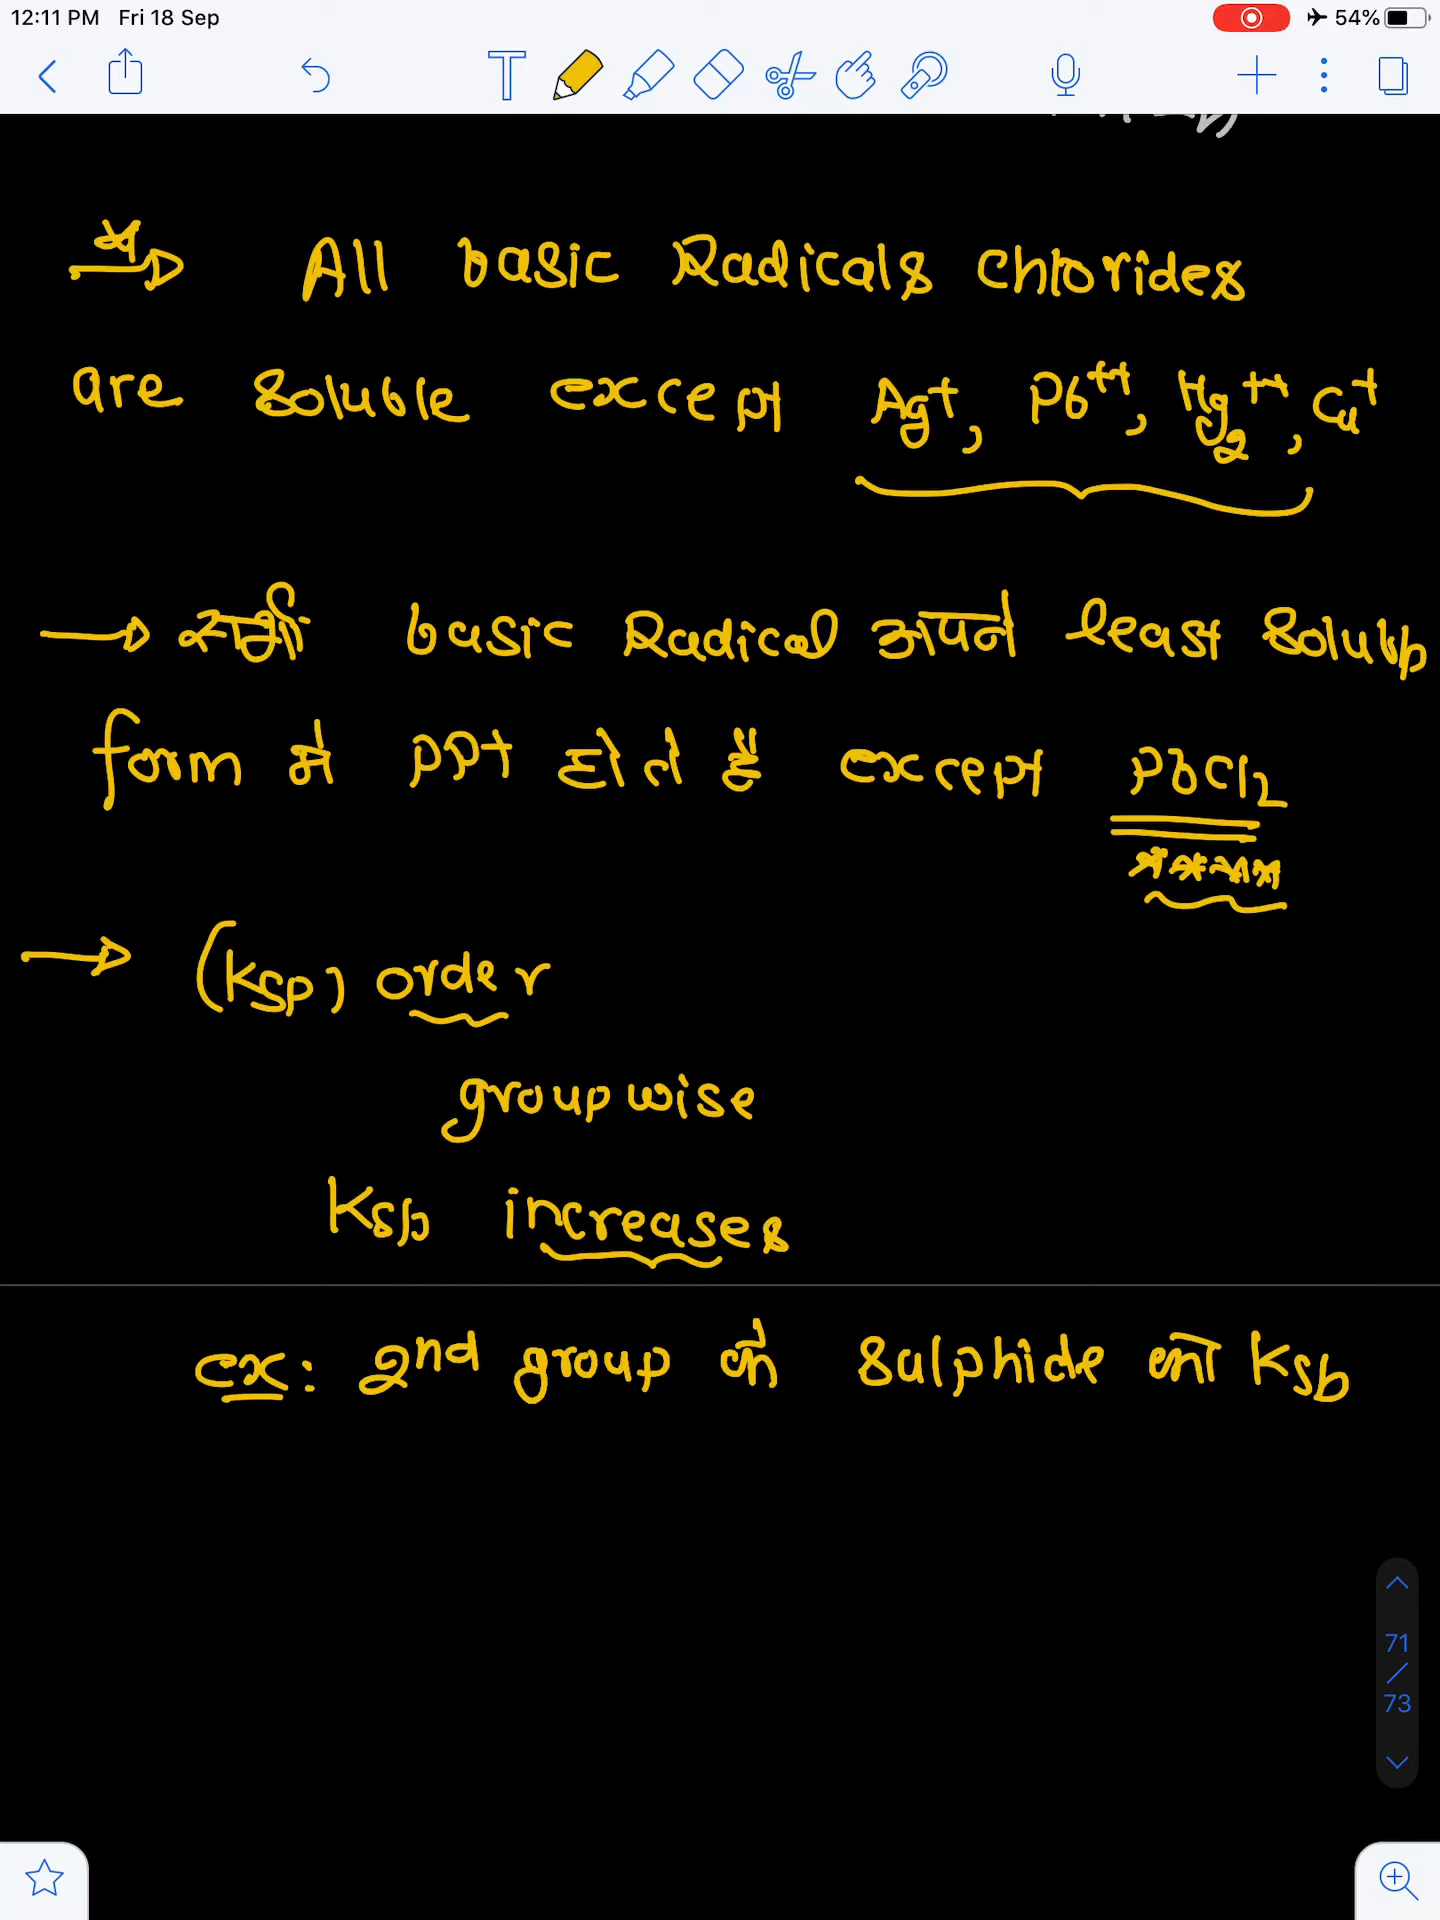 12:11 PM Fri 18 Sep 54%
All basic Radicals chlorides
are soluble except Ag+, Pb++, Hg2++, Cu+
→ सभी basic Radical अपने least soluble
form में ppt होते हैं except PbCl2
****
→ (Ksp) order
groupwise
Ksp increases
ex: 2nd group के sulphide का Ksp
71
/
73